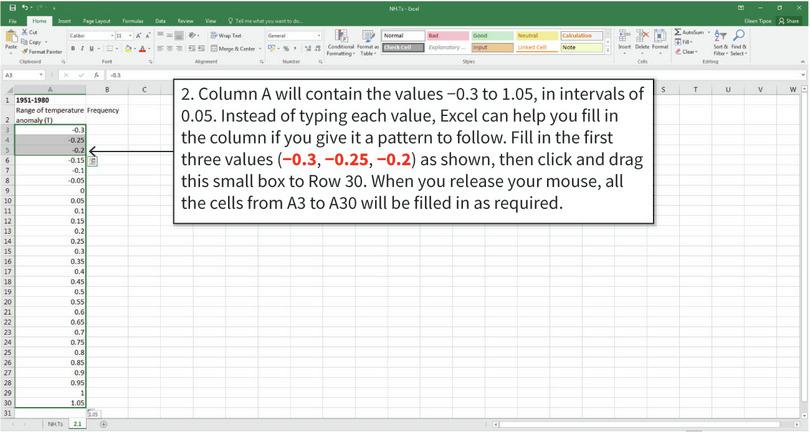 NH.Ts - Excel
File Home Insert Page Layout Formulas Data Review View Tell me what you want to do...
Eileen Tipoe Share
Cut
Copy
Format Painter
Paste
Calibri 11
Wrap Text
Merge & Center
General
Conditional Formatting
Format as Table
Normal Bad Good Neutral Calculation
Check Cell Explanatory ... Input Linked Cell Note
Insert Delete Format
AutoSum
Fill
Clear
Sort & Filter
Find & Select
Clipboard Font Alignment Number Styles Cells Editing
A3 fx -0.3
A B C S T U V W
1 1951-1980
Range of temperature Frequency
2 anomaly (T)
3 -0.3
4 -0.25
5 -0.2
6 -0.15
7 -0.1
8 -0.05
9 0
10 0.05
11 0.1
12 0.15
13 0.2
14 0.25
15 0.3
16 0.35
17 0.4
18 0.45
19 0.5
20 0.55
21 0.6
22 0.65
23 0.7
24 0.75
25 0.8
26 0.85
27 0.9
28 0.95
29 1
30 1.05
31 1.05
NH.Ts 2.1
2. Column A will contain the values −0.3 to 1.05, in intervals of
0.05. Instead of typing each value, Excel can help you fill in
the column if you give it a pattern to follow. Fill in the first
three values (−0.3, −0.25, −0.2) as shown, then click and drag
this small box to Row 30. When you release your mouse, all
the cells from A3 to A30 will be filled in as required.